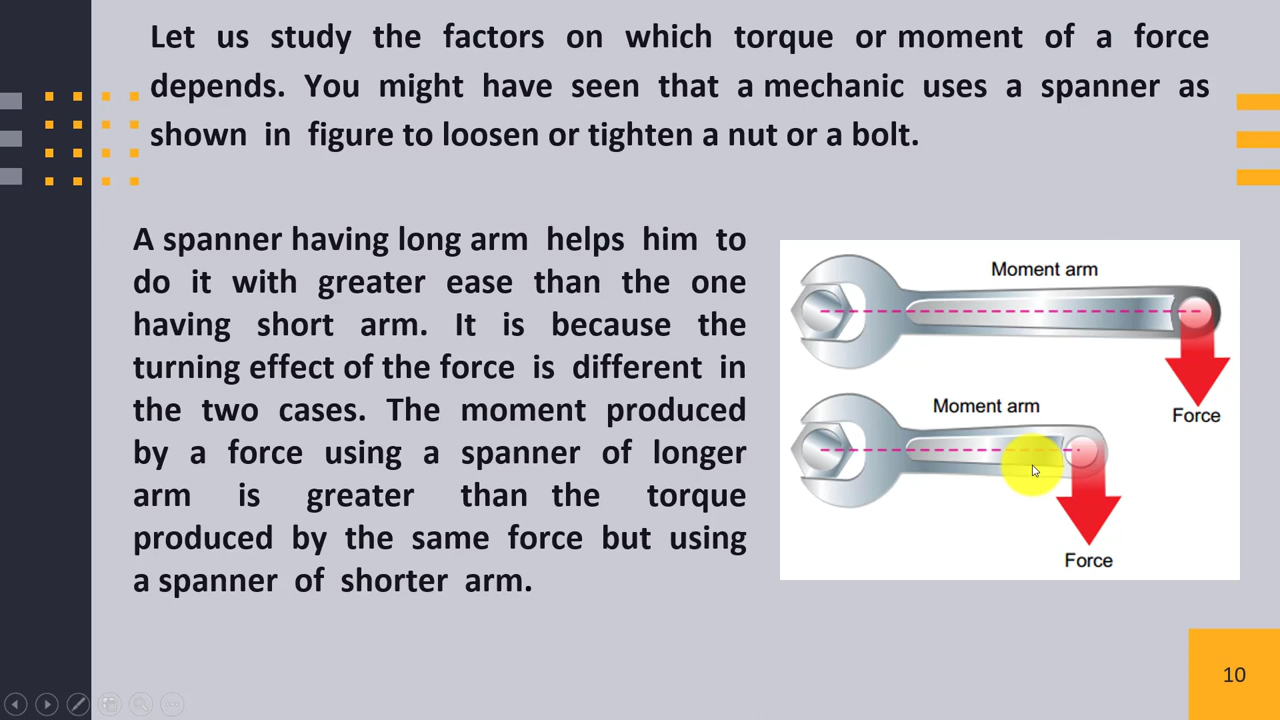 Let us study the factors on which torque or moment of a force
depends. You might have seen that a mechanic uses a spanner as
shown in figure to loosen or tighten a nut or a bolt.
A spanner having long arm helps him to
do it with greater ease than the one
having short arm. It is because the
turning effect of the force is different in
the two cases. The moment produced
by a force using a spanner of longer
arm is greater than the torque
produced by the same force but using
a spanner of shorter arm.
Moment arm
Force
Moment arm
Force
10